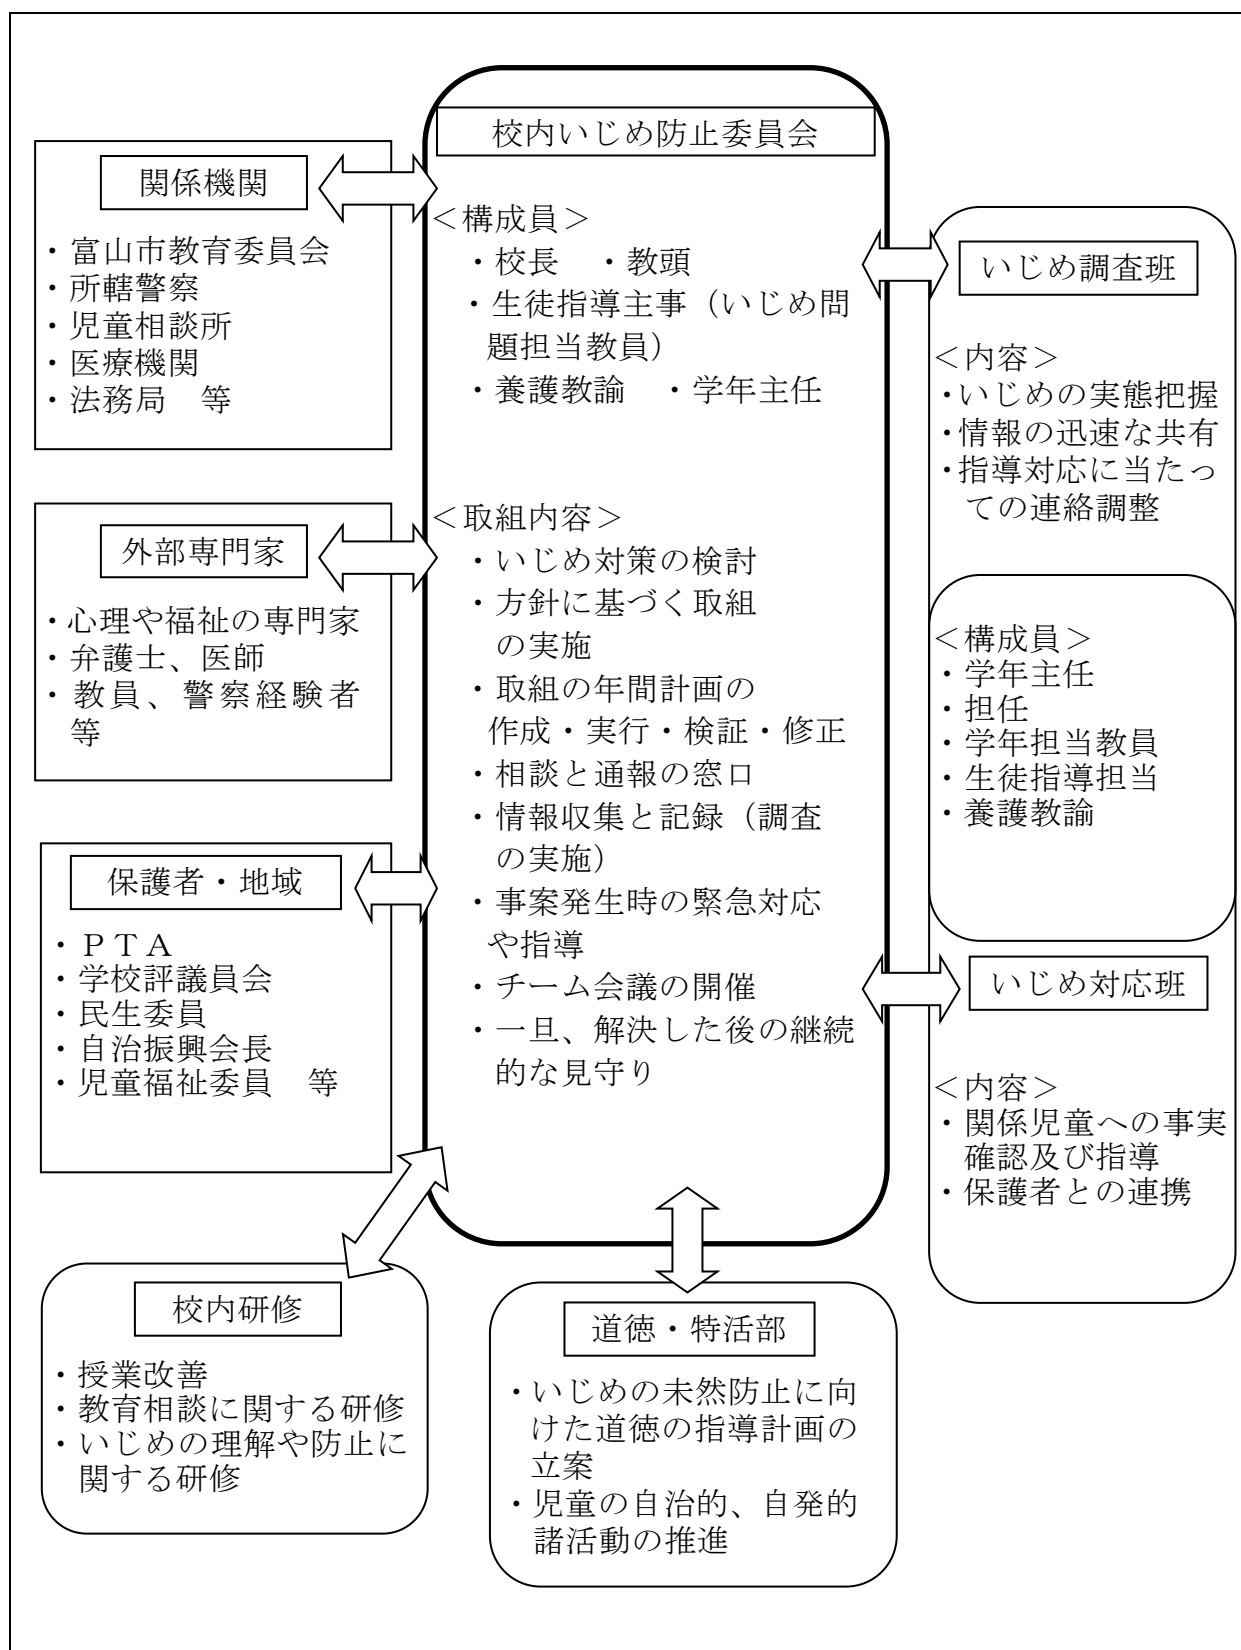 校内いじめ防止委員会
＜構成員＞
・校長　・教頭
・生徒指導主事（いじめ問
題担当教員）
・養護教諭　・学年主任
＜取組内容＞
・いじめ対策の検討
・方針に基づく取組
の実施
・取組の年間計画の
作成・実行・検証・修正
・相談と通報の窓口
・情報収集と記録（調査
の実施）
・事案発生時の緊急対応
や指導
・チーム会議の開催
・一旦、解決した後の継続
的な見守り
関係機関
・富山市教育委員会
・所轄警察
・児童相談所
・医療機関
・法務局　等
外部専門家
・心理や福祉の専門家
・弁護士、医師
・教員、警察経験者
等
保護者・地域
・ＰＴＡ
・学校評議員会
・民生委員
・自治振興会長
・児童福祉委員　等
いじめ調査班
＜内容＞
・いじめの実態把握
・情報の迅速な共有
・指導対応に当たっ
ての連絡調整
＜構成員＞
・学年主任
・担任
・学年担当教員
・生徒指導担当
・養護教諭
いじめ対応班
＜内容＞
・関係児童への事実
確認及び指導
・保護者との連携
校内研修
・授業改善
・教育相談に関する研修
・いじめの理解や防止に
関する研修
道徳・特活部
・いじめの未然防止に向
けた道徳の指導計画の
立案
・児童の自治的、自発的
諸活動の推進